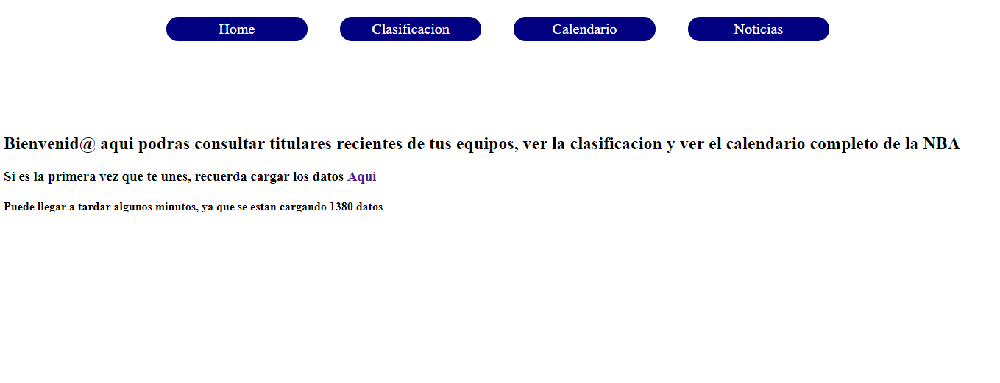 Home Clasificacion Calendario Noticias
Bienvenid@ aqui podras consultar titulares recientes de tus equipos, ver la clasificacion y ver el calendario completo de la NBA
Si es la primera vez que te unes, recuerda cargar los datos Aqui
Puede llegar a tardar algunos minutos, ya que se estan cargando 1380 datos